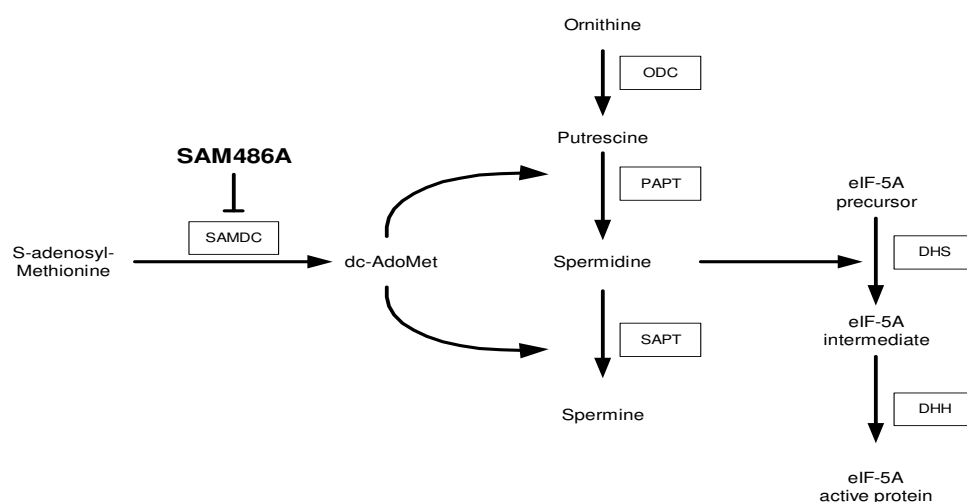 Ornithine
ODC
Putrescine
SAM486A
PAPT
eIF-5A
precursor
SAMDC
S-adenosyl-
Methionine
dc-AdoMet
Spermidine
DHS
eIF-5A
intermediate
SAPT
Spermine
DHH
eIF-5A
active protein